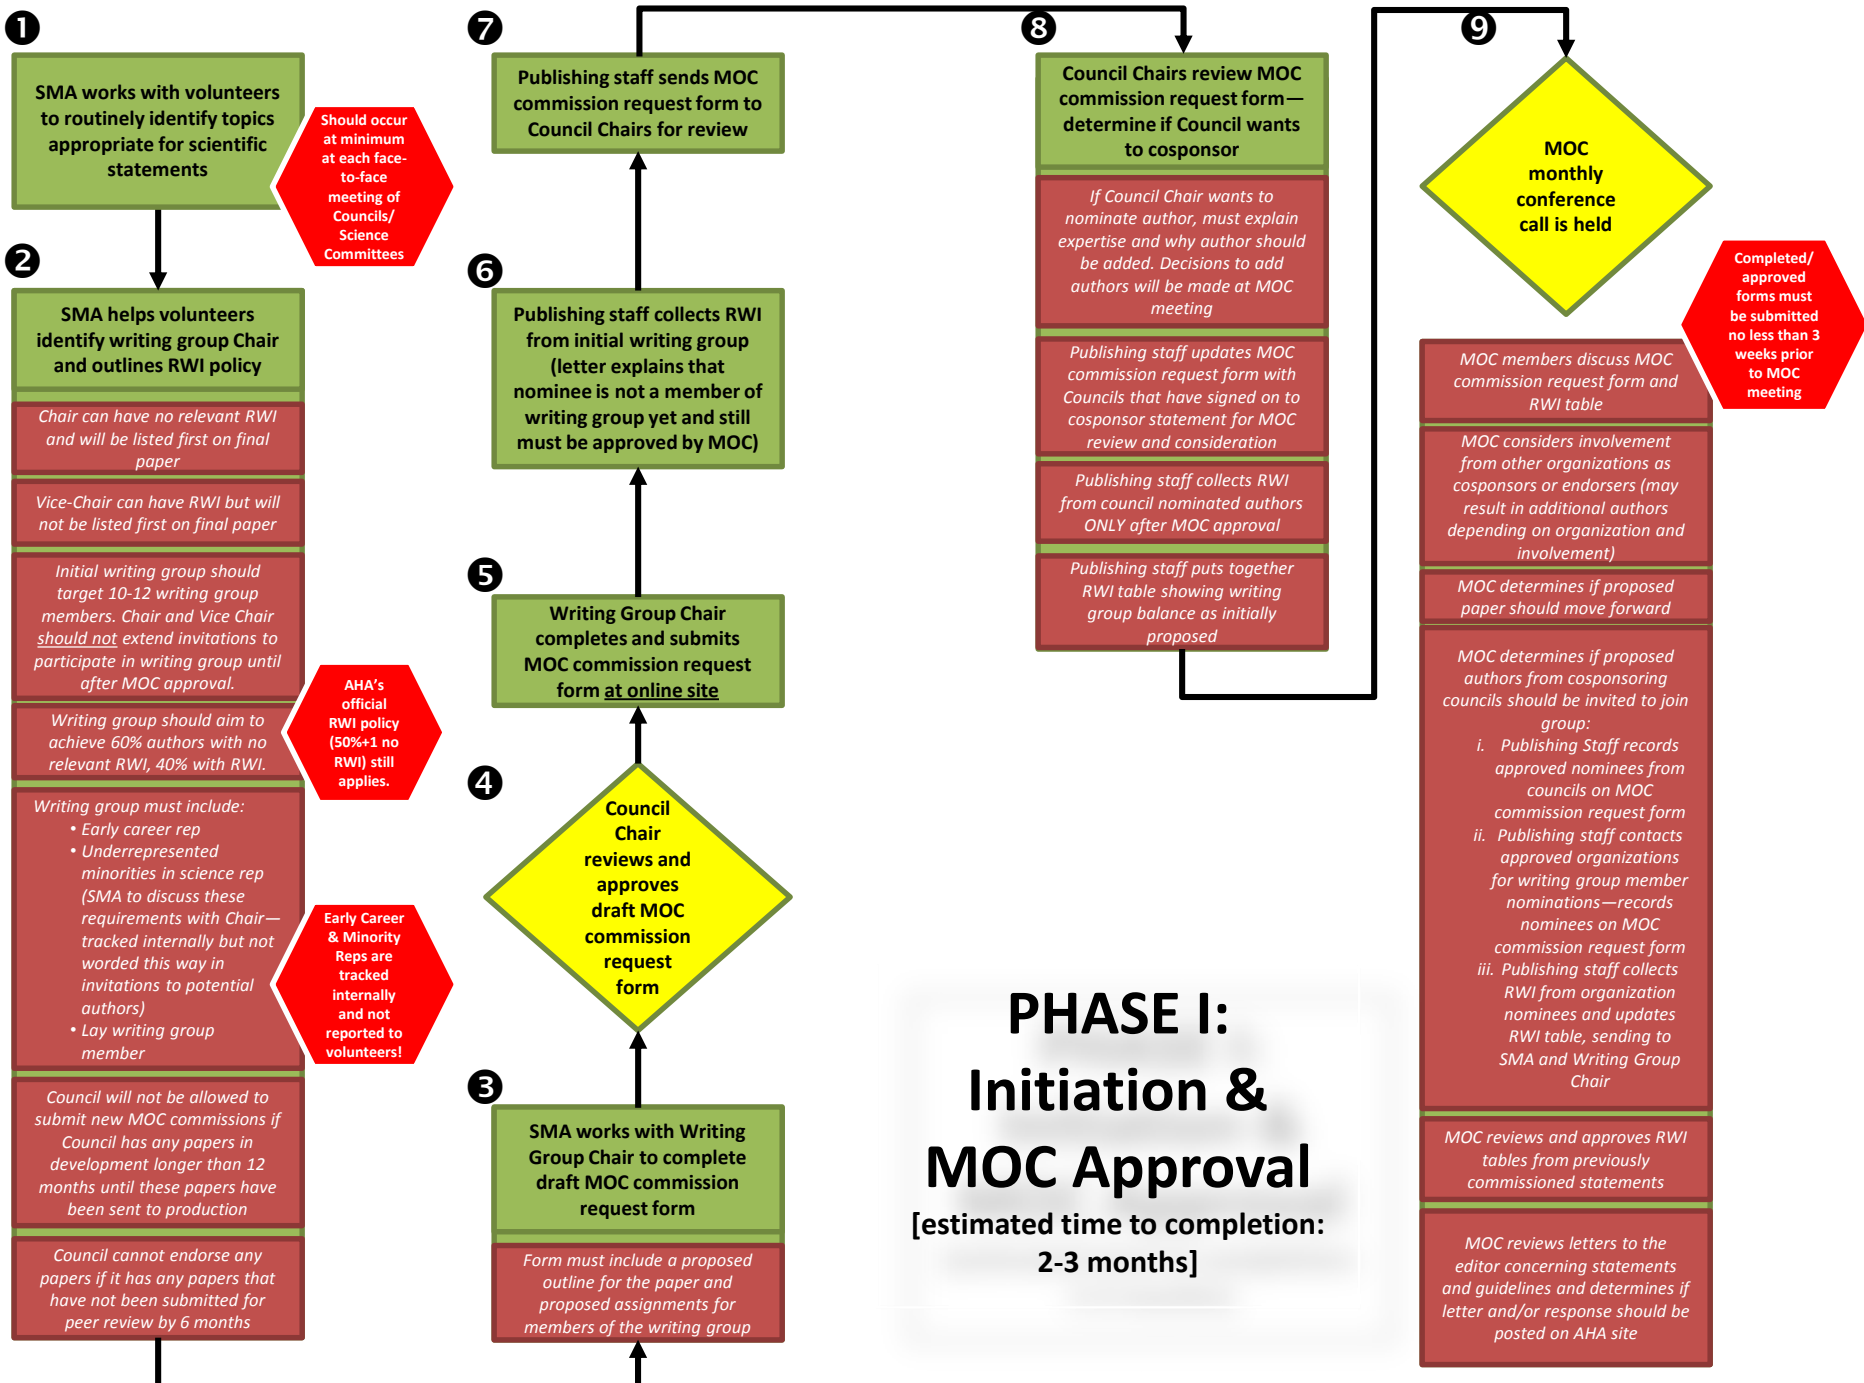 ❶
SMA works with volunteers
to routinely identify topics
appropriate for scientific
statements
Should occur
at minimum
at each face-
to-face
meeting of
Councils/
Science
Committees
❷
SMA helps volunteers
identify writing group Chair
and outlines RWI policy
Chair can have no relevant RWI
and will be listed first on final
paper
Vice-Chair can have RWI but will
not be listed first on final paper
Initial writing group should
target 10-12 writing group
members. Chair and Vice Chair
should not extend invitations to
participate in writing group until
after MOC approval.
Writing group should aim to
achieve 60% authors with no
relevant RWI, 40% with RWI.
AHA's
official
RWI policy
(50%+1 no
RWI) still
applies.
Writing group must include:
• Early career rep
• Underrepresented
minorities in science rep
(SMA to discuss these
requirements with Chair—
tracked internally but not
worded this way in
invitations to potential
authors)
• Lay writing group
member
Early Career
& Minority
Reps are
tracked
internally
and not
reported to
volunteers!
Council will not be allowed to
submit new MOC commissions if
Council has any papers in
development longer than 12
months until these papers have
been sent to production
Council cannot endorse any
papers if it has any papers that
have not been submitted for
peer review by 6 months
❸
SMA works with Writing
Group Chair to complete
draft MOC commission
request form
Form must include a proposed
outline for the paper and
proposed assignments for
members of the writing group
❹
Council
Chair
reviews and
approves
draft MOC
commission
request
form
❺
Writing Group Chair
completes and submits
MOC commission request
form at online site
❻
Publishing staff collects RWI
from initial writing group
(letter explains that
nominee is not a member of
writing group yet and still
must be approved by MOC)
❼
Publishing staff sends MOC
commission request form to
Council Chairs for review
❽
Council Chairs review MOC
commission request form—
determine if Council wants
to cosponsor
If Council Chair wants to
nominate author, must explain
expertise and why author should
be added. Decisions to add
authors will be made at MOC
meeting
Publishing staff updates MOC
commission request form with
Councils that have signed on to
cosponsor statement for MOC
review and consideration
Publishing staff collects RWI
from council nominated authors
ONLY after MOC approval
Publishing staff puts together
RWI table showing writing
group balance as initially
proposed
❾
MOC
monthly
conference
call is held
Completed/
approved
forms must
be submitted
no less than 3
weeks prior
to MOC
meeting
MOC members discuss MOC
commission request form and
RWI table
MOC considers involvement
from other organizations as
cosponsors or endorsers (may
result in additional authors
depending on organization and
involvement)
MOC determines if proposed
paper should move forward
MOC determines if proposed
authors from cosponsoring
councils should be invited to join
group:
i. Publishing Staff records
approved nominees from
councils on MOC
commission request form
ii. Publishing staff contacts
approved organizations
for writing group member
nominations—records
nominees on MOC
commission request form
iii. Publishing staff collects
RWI from organization
nominees and updates
RWI table, sending to
SMA and Writing Group
Chair
MOC reviews and approves RWI
tables from previously
commissioned statements
MOC reviews letters to the
editor concerning statements
and guidelines and determines if
letter and/or response should be
posted on AHA site
PHASE I:
Initiation &
MOC Approval
[estimated time to completion:
2-3 months]